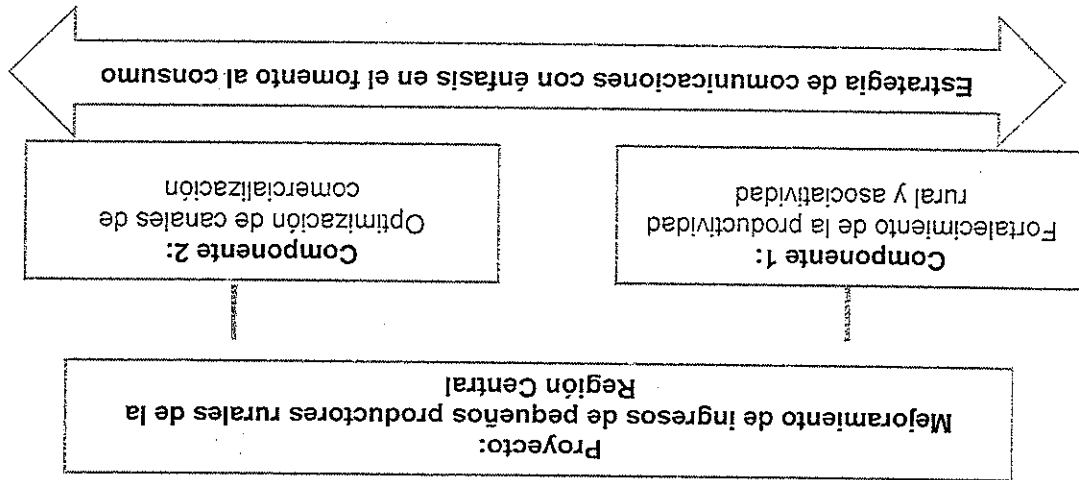 Proyecto:
Mejoramiento de ingresos de pequeños productores rurales de la
Región Central
Componente 1:
Fortalecimiento de la productividad
rural y asociatividad
Componente 2:
Optimización de canales de
comercialización
Estrategia de comunicaciones con énfasis en el fomento al consumo